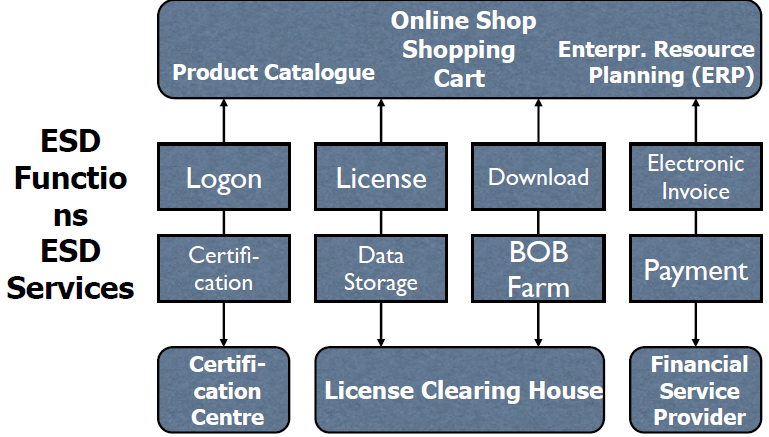 Online Shop
Shopping
Cart
Product Catalogue
Enterpr. Resource
Planning (ERP)
ESD
Functio
ns
ESD
Services
Logon
License
Download
Electronic
Invoice
Certifi-
cation
Data
Storage
BOB
Farm
Payment
Certifi-
cation
Centre
License Clearing House
Financial
Service
Provider